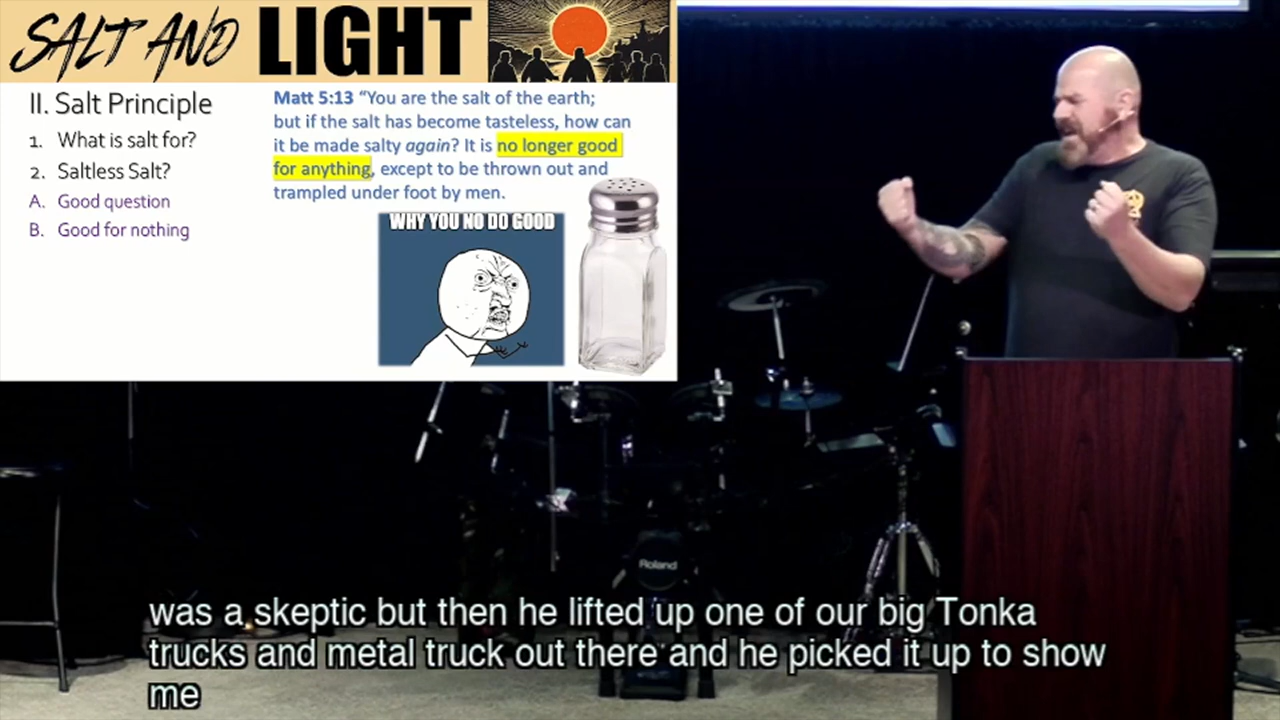 SALT AND LIGHT
II. Salt Principle
1. What is salt for?
2. Saltless Salt?
A. Good question
B. Good for nothing
Matt 5:13 “You are the salt of the earth;
but if the salt has become tasteless, how can
it be made salty again? It is no longer good
for anything, except to be thrown out and
trampled under foot by men.
WHY YOU NO DO GOOD
Roland
was a skeptic but then he lifted up one of our big Tonka
trucks and metal truck out there and he picked it up to show
me